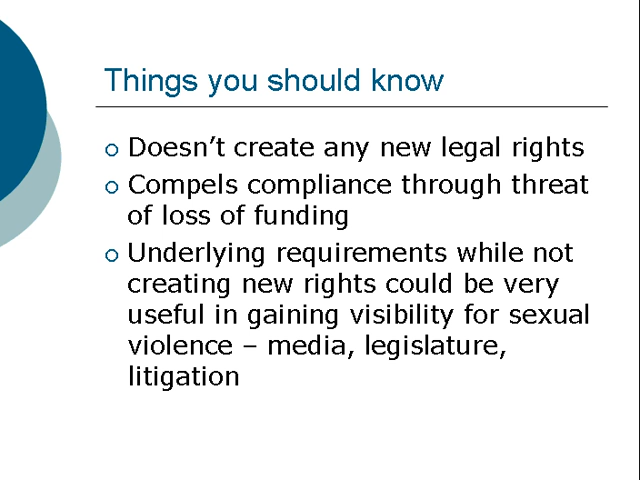 Things you should know
Doesn’t create any new legal rights
Compels compliance through threat
of loss of funding
Underlying requirements while not
creating new rights could be very
useful in gaining visibility for sexual
violence – media, legislature,
litigation